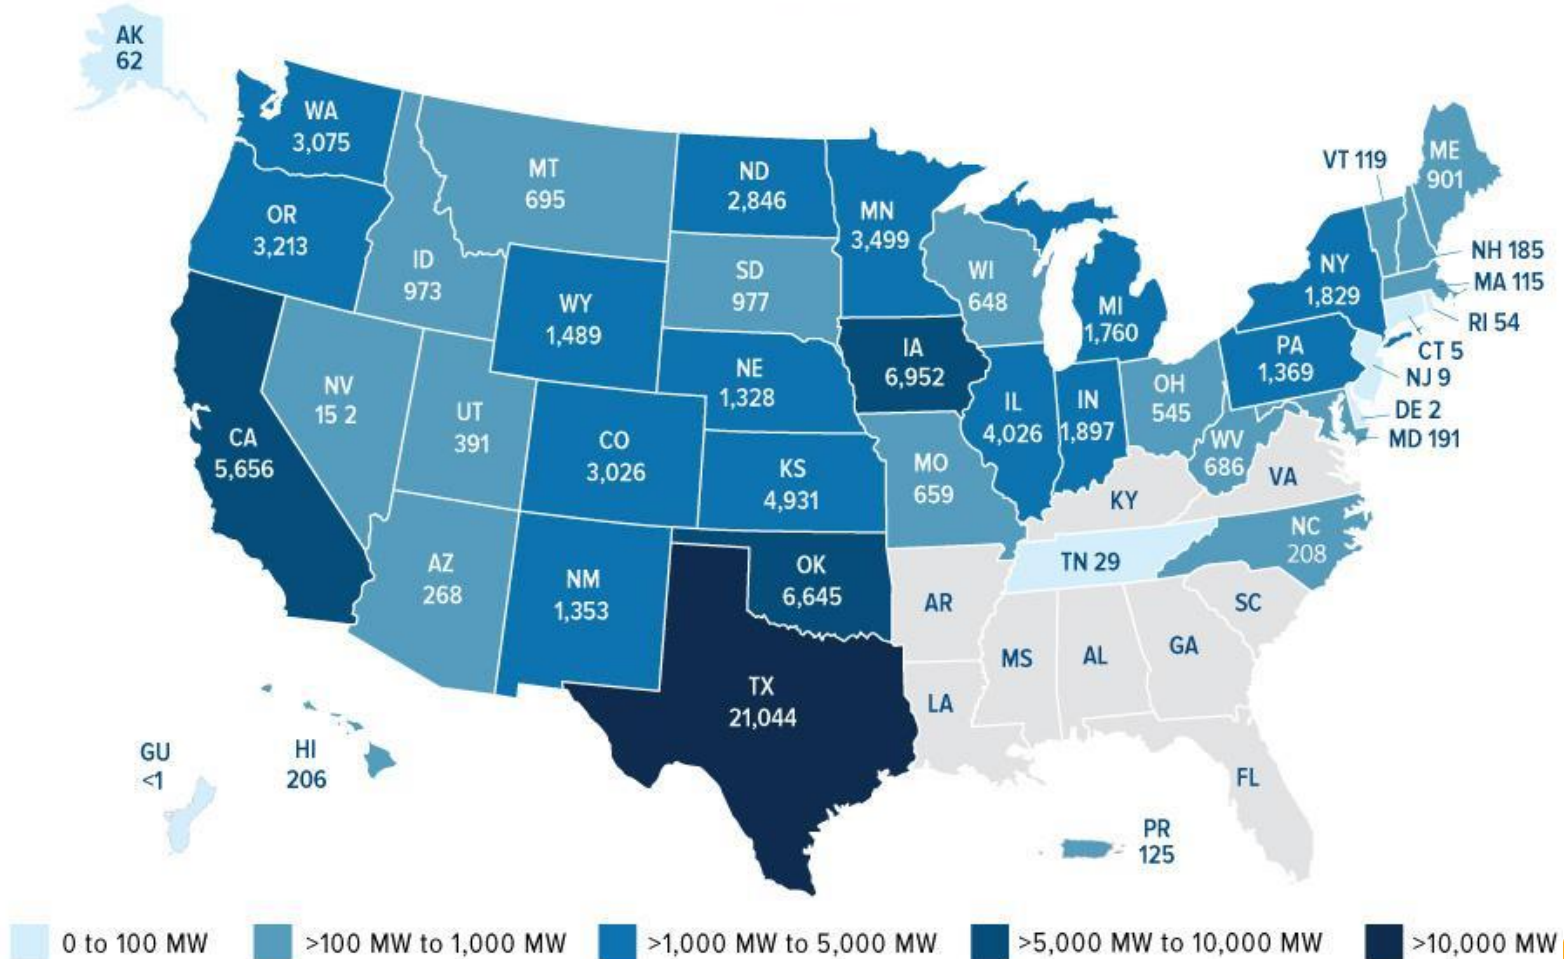 AK
62
WA
3,075
OR
3,213
CA
5,656
NV
15 2
ID
973
MT
695
WY
1,489
UT
391
AZ
268
CO
3,026
NM
1,353
ND
2,846
SD
977
NE
1,328
KS
4,931
OK
6,645
TX
21,044
MN
3,499
IA
6,952
MO
659
AR
LA
WI
648
IL
4,026
MI
1,760
IN
1,897
OH
545
KY
TN 29
MS
AL
GA
FL
SC
NC
208
VA
WV
686
PA
1,369
NY
1,829
VT 119
ME
901
NH 185
MA 115
RI 54
CT 5
NJ 9
DE 2
MD 191
GU
<1
HI
206
PR
125
0 to 100 MW
>100 MW to 1,000 MW
>1,000 MW to 5,000 MW
>5,000 MW to 10,000 MW
>10,000 MW